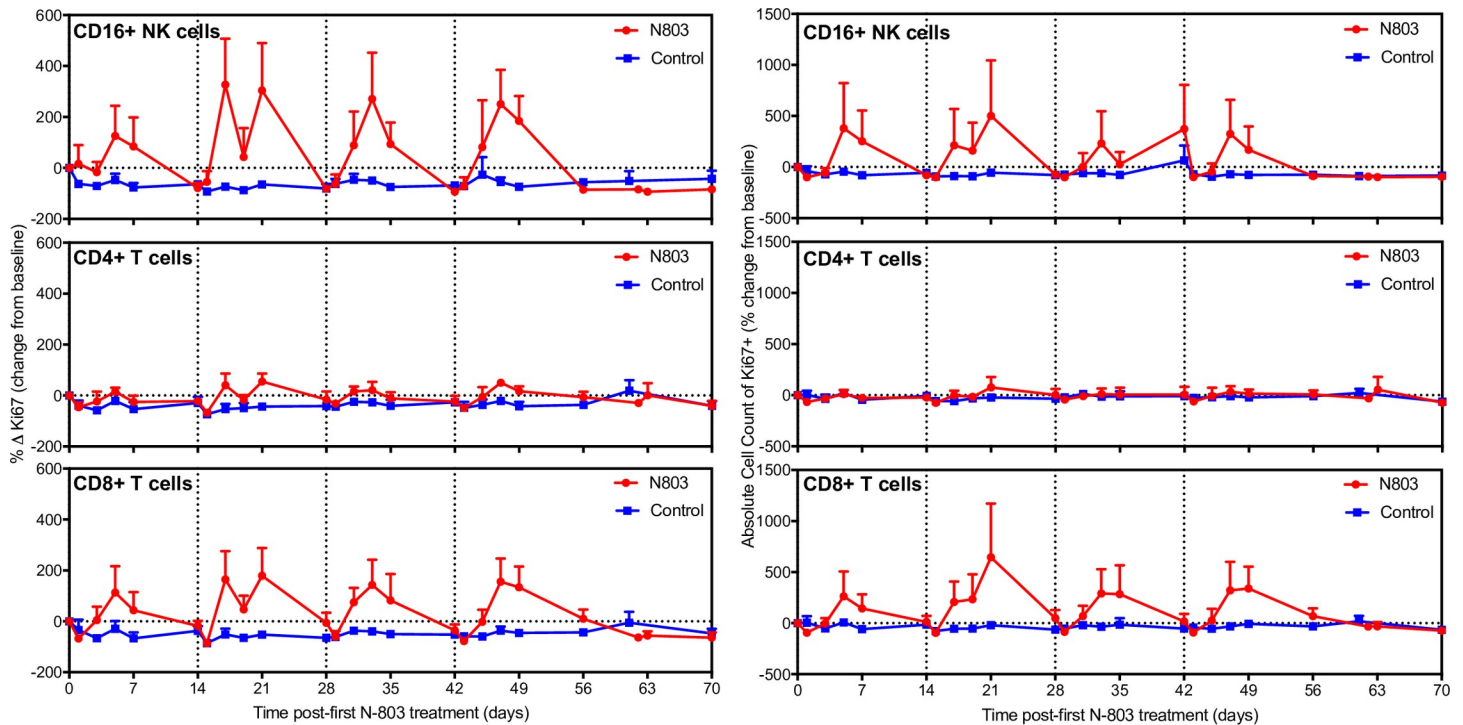 % Δ Ki67 (change from baseline)
600
400
200
0
-200
CD16+ NK cells
N803
Control
600
400
200
0
-200
CD4+ T cells
N803
Control
600
400
200
0
-200
CD8+ T cells
N803
Control
0 7 14 21 28 35 42 49 56 63 70
Time post-first N-803 treatment (days)
Absolute Cell Count of Ki67+ (% change from baseline)
1500
1000
500
0
-500
CD16+ NK cells
N803
Control
1500
1000
500
0
-500
CD4+ T cells
N803
Control
1500
1000
500
0
-500
CD8+ T cells
N803
Control
0 7 14 21 28 35 42 49 56 63 70
Time post-first N-803 treatment (days)